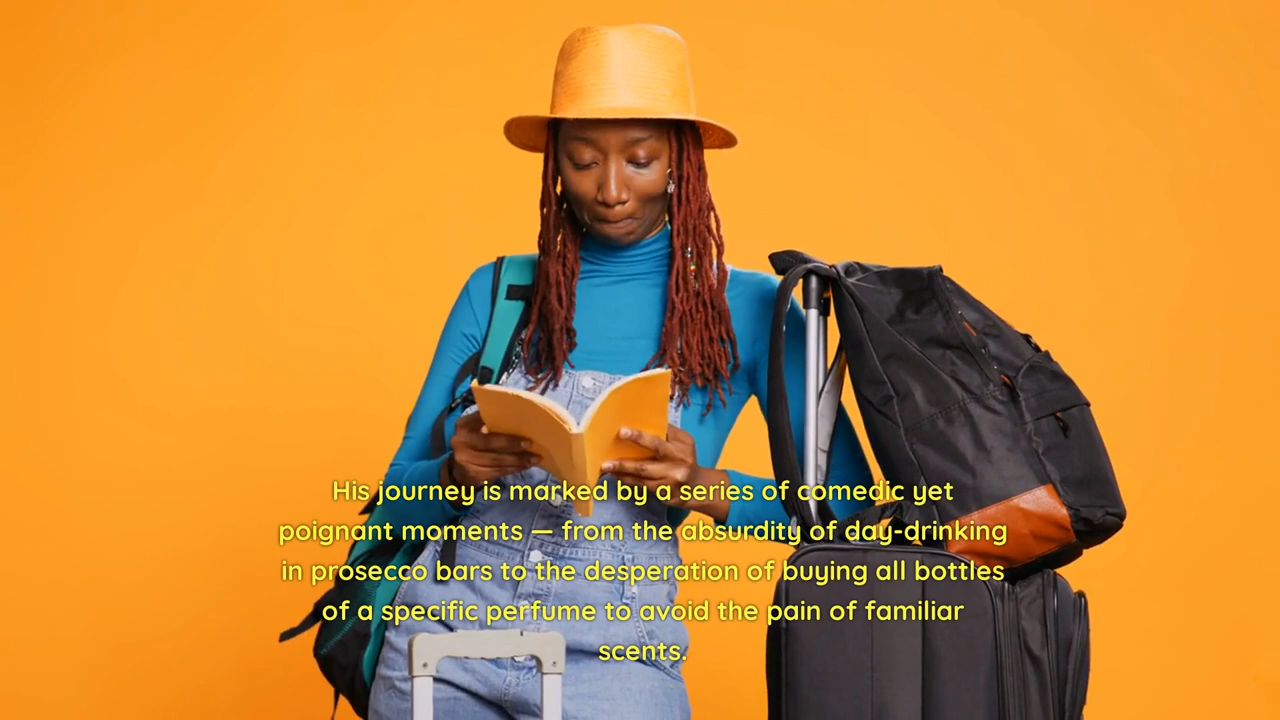 His journey is marked by a series of comedic yet
poignant moments — from the absurdity of day-drinking
in prosecco bars to the desperation of buying all bottles
of a specific perfume to avoid the pain of familiar
scents.